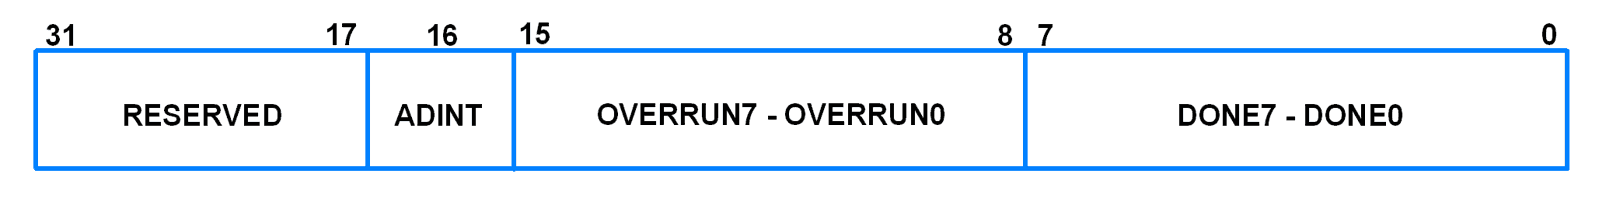 31 17 16 15 8 7 0
RESERVED ADINT OVERRUN7 - OVERRUN0 DONE7 - DONE0